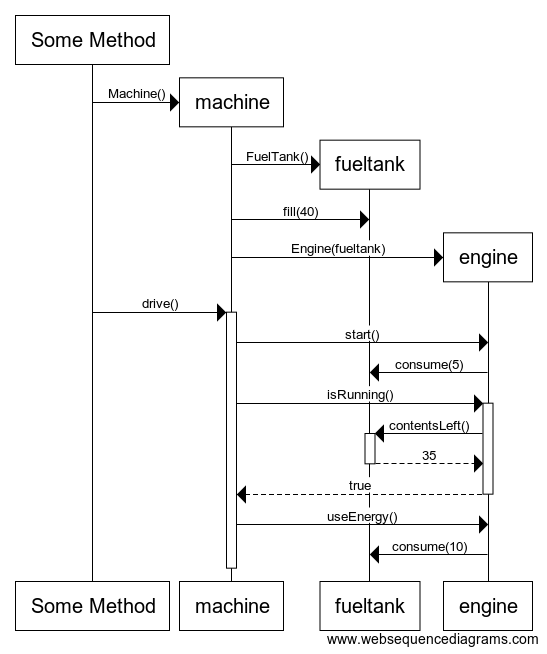 Some Method
Machine()
machine
FuelTank()
fueltank
fill(40)
Engine(fueltank)
engine
drive()
start()
consume(5)
isRunning()
contentsLeft()
35
true
useEnergy()
consume(10)
Some Method machine fueltank engine
www.websequencediagrams.com